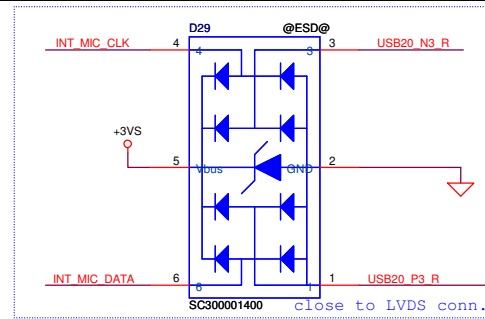 D29 @ESD@
INT_MIC_CLK 4 4 3 3 USB20_N3_R
+3VS
5 Vbus GND 2
INT_MIC_DATA 6 6 1 1 USB20_P3_R
SC300001400 close to LVDS conn.